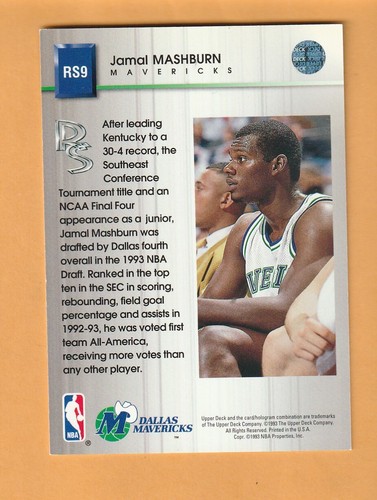 RS9
Jamal MASHBURN
MAVERICKS
After leading
Kentucky to a
30-4 record, the
Southeast
Conference
Tournament title and an
NCAA Final Four
appearance as a junior,
Jamal Mashburn was
drafted by Dallas fourth
overall in the 1993 NBA
Draft. Ranked in the top
ten in the SEC in scoring,
rebounding, field goal
percentage and assists in
1992-93, he was voted first
team All-America,
receiving more votes than
any other player.
NBA
®
M
DALLAS
MAVERICKS
™
Upper Deck and the card/hologram combination are trademarks
of The Upper Deck Company. ©1993 The Upper Deck Company.
All Rights Reserved. Printed in the U.S.A.
Copr. ©1993 NBA Properties, Inc.